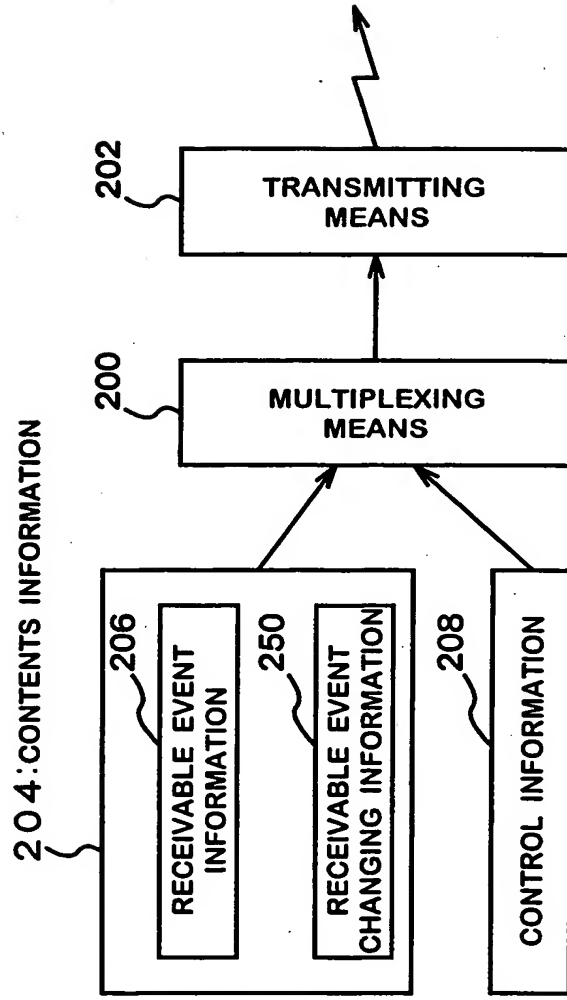 204:CONTENTS INFORMATION
206
RECEIVABLE EVENT
INFORMATION
250
RECEIVABLE EVENT
CHANGING INFORMATION
208
CONTROL INFORMATION
200
MULTIPLEXING
MEANS
202
TRANSMITTING
MEANS